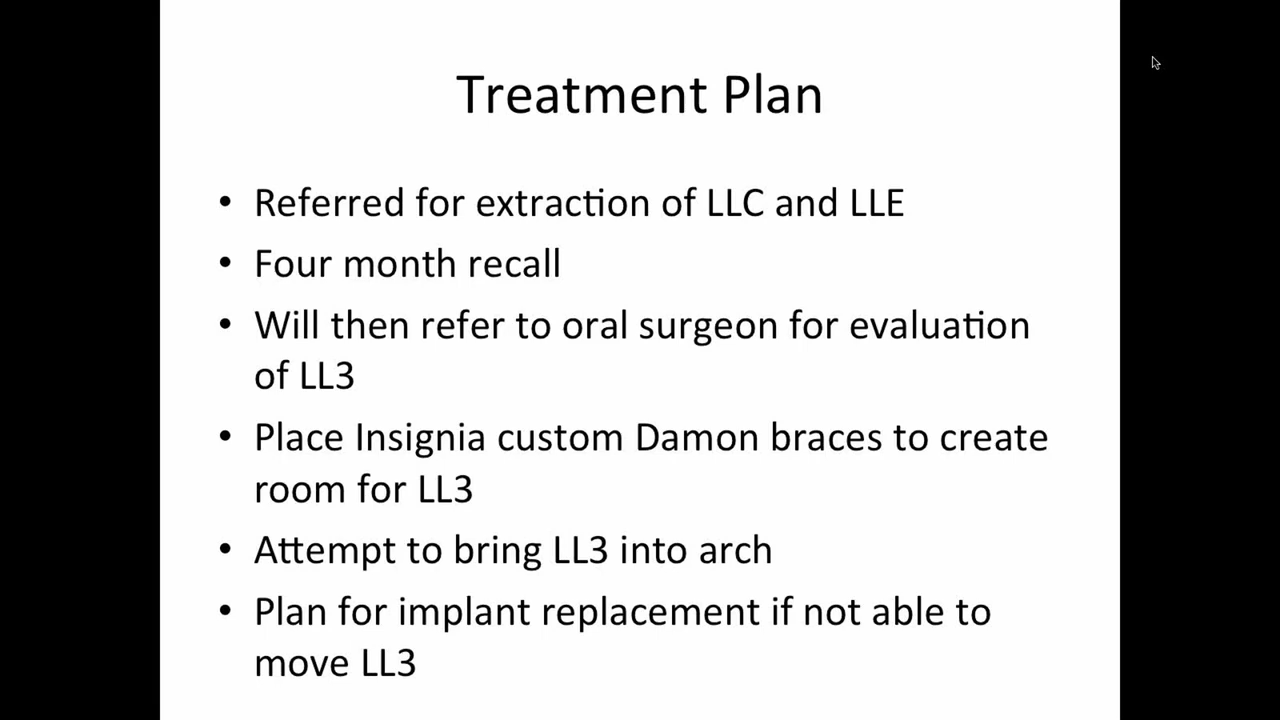 Treatment Plan
• Referred for extraction of LLC and LLE
• Four month recall
• Will then refer to oral surgeon for evaluation
of LL3
• Place Insignia custom Damon braces to create
room for LL3
• Attempt to bring LL3 into arch
• Plan for implant replacement if not able to
move LL3